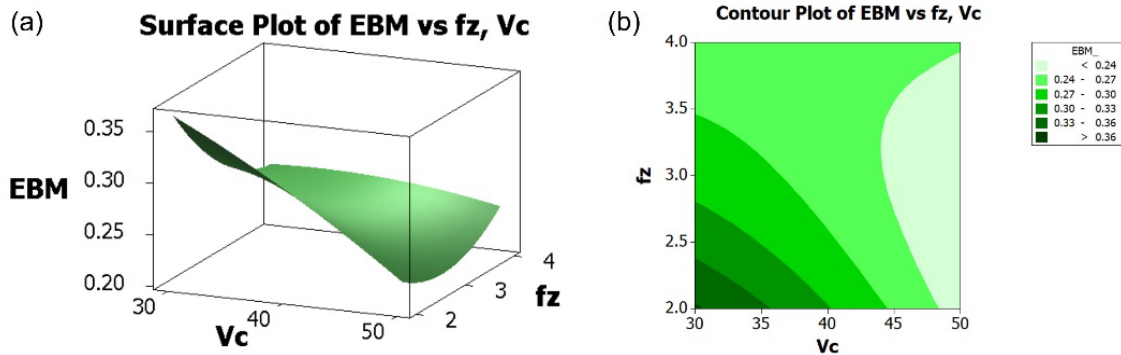 (a)
Surface Plot of EBM vs fz, Vc
0.35
0.30
EBM
0.25
0.20
30
40
50
Vc
2
3
4
fz
(b)
Contour Plot of EBM vs fz, Vc
4.0
3.5
fz
3.0
2.5
2.0
30
35
40
45
50
Vc
EBM_
< 0.24
0.24 - 0.27
0.27 - 0.30
0.30 - 0.33
0.33 - 0.36
> 0.36